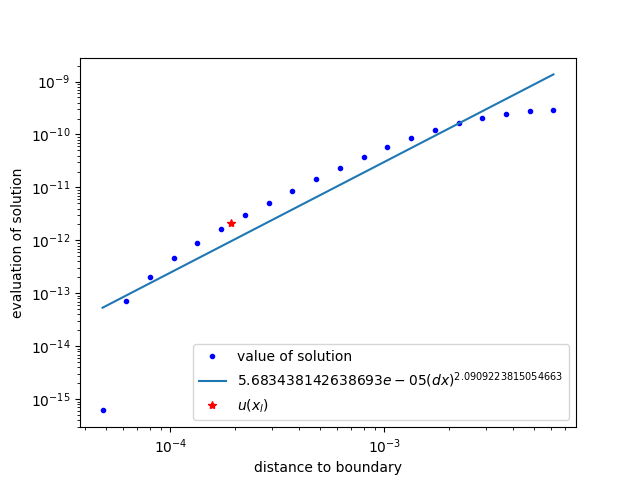 10⁻⁹
10⁻¹⁰
10⁻¹¹
10⁻¹²
10⁻¹³
10⁻¹⁴
10⁻¹⁵
evaluation of solution
value of solution
5.683438142638693e − 05(dx)^2.0909223815054663
u(x_l)
10⁻⁴
10⁻³
distance to boundary